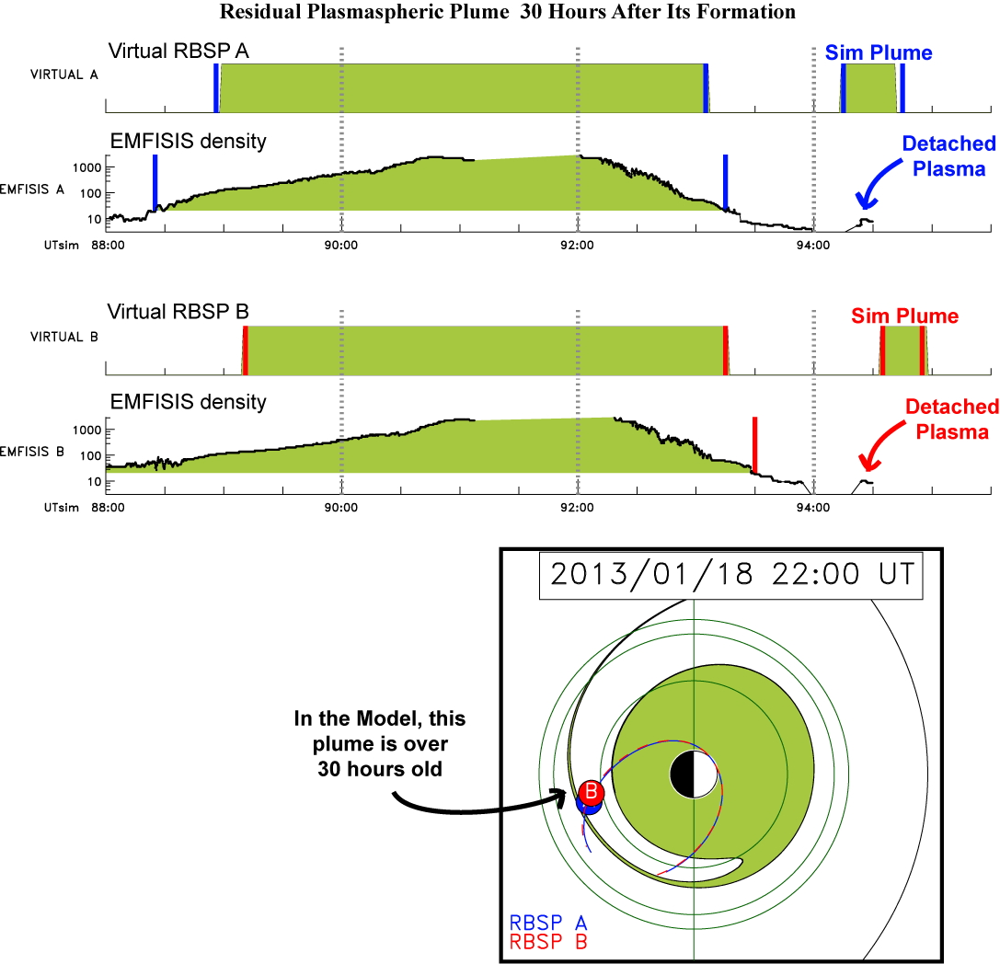 Residual Plasmaspheric Plume 30 Hours After Its Formation
Virtual RBSP A
Sim Plume
VIRTUAL A
EMFISIS density
Detached
Plasma
1000
100
10
EMFISIS A
UTsim 88:00 90:00 92:00 94:00
Virtual RBSP B
Sim Plume
VIRTUAL B
EMFISIS density
Detached
Plasma
1000
100
10
EMFISIS B
UTsim 88:00 90:00 92:00 94:00
2013/01/18 22:00 UT
In the Model, this
plume is over
30 hours old
B
RBSP A
RBSP B